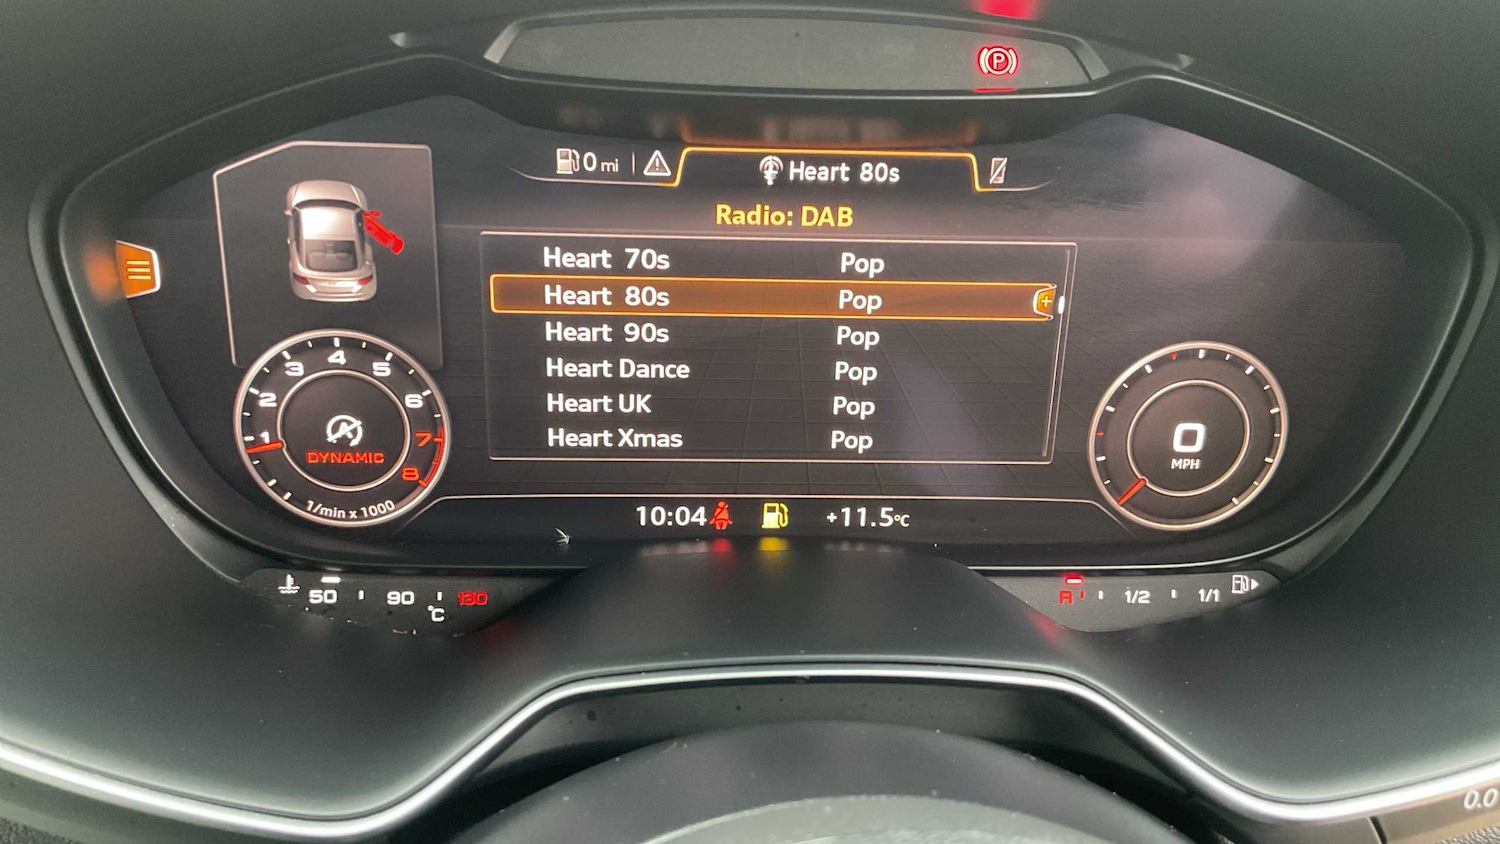 P
0 mi
Heart 80s
Radio: DAB
Heart 70s Pop
Heart 80s Pop
Heart 90s Pop
Heart Dance Pop
Heart UK Pop
Heart Xmas Pop
1 2 3 4 5 6 7 8
A
DYNAMIC
1/min x 1000
0
MPH
10:04
+11.5°C
50 90 130
°C
R 1/2 1/1
0.0